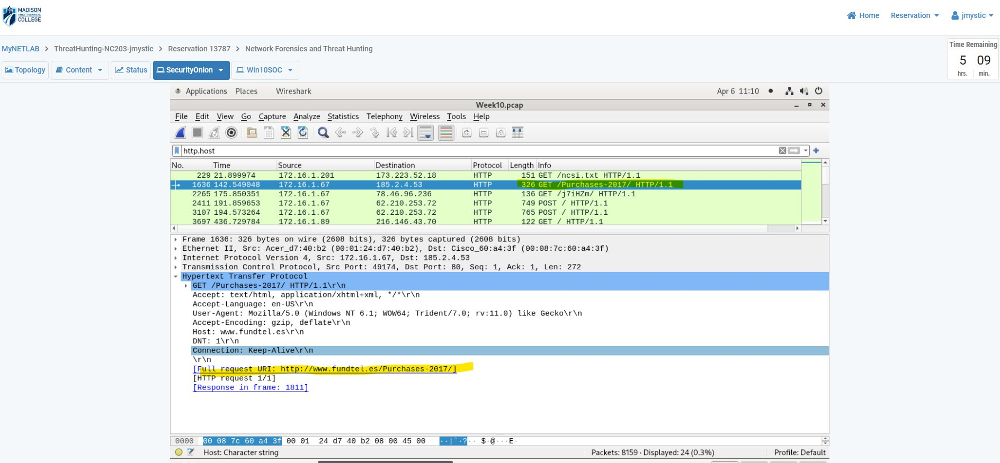 MADISON
AREA | TECHNICAL
COLLEGE
Home
Reservation
jmystic
MyNETLAB > ThreatHunting-NC203-jmystic > Reservation 13787 > Network Forensics and Threat Hunting
Time Remaining
5 09
hrs. min.
Topology
Content
Status
SecurityOnion
Win10SOC
Applications Places Wireshark
Apr 6 11:10
Week10.pcap
File Edit View Go Capture Analyze Statistics Telephony Wireless Tools Help
http.host
No. Time Source Destination Protocol Length Info
229 21.899974 172.16.1.201 173.223.52.18 HTTP 151 GET /ncsi.txt HTTP/1.1
1636 142.549048 172.16.1.67 185.2.4.53 HTTP 326 GET /Purchases-2017/ HTTP/1.1
2265 175.850351 172.16.1.67 78.46.96.236 HTTP 136 GET /j7iHZm/ HTTP/1.1
2411 191.859653 172.16.1.67 62.210.253.72 HTTP 749 POST / HTTP/1.1
3107 194.573264 172.16.1.67 62.210.253.72 HTTP 765 POST / HTTP/1.1
3697 436.729784 172.16.1.89 216.146.43.70 HTTP 122 GET / HTTP/1.1
Frame 1636: 326 bytes on wire (2608 bits), 326 bytes captured (2608 bits)
Ethernet II, Src: Acer_d7:40:b2 (00:01:24:d7:40:b2), Dst: Cisco_60:a4:3f (00:08:7c:60:a4:3f)
Internet Protocol Version 4, Src: 172.16.1.67, Dst: 185.2.4.53
Transmission Control Protocol, Src Port: 49174, Dst Port: 80, Seq: 1, Ack: 1, Len: 272
Hypertext Transfer Protocol
GET /Purchases-2017/ HTTP/1.1\r\n
Accept: text/html, application/xhtml+xml, */*\r\n
Accept-Language: en-US\r\n
User-Agent: Mozilla/5.0 (Windows NT 6.1; WOW64; Trident/7.0; rv:11.0) like Gecko\r\n
Accept-Encoding: gzip, deflate\r\n
Host: www.fundtel.es\r\n
DNT: 1\r\n
Connection: Keep-Alive\r\n
\r\n
[Full request URI: http://www.fundtel.es/Purchases-2017/]
[HTTP request 1/1]
[Response in frame: 1811]
0000 00 08 7c 60 a4 3f 00 01 24 d7 40 b2 08 00 45 00 ··|`·?·· $·@···E·
Host: Character string
Packets: 8159 · Displayed: 24 (0.3%)
Profile: Default